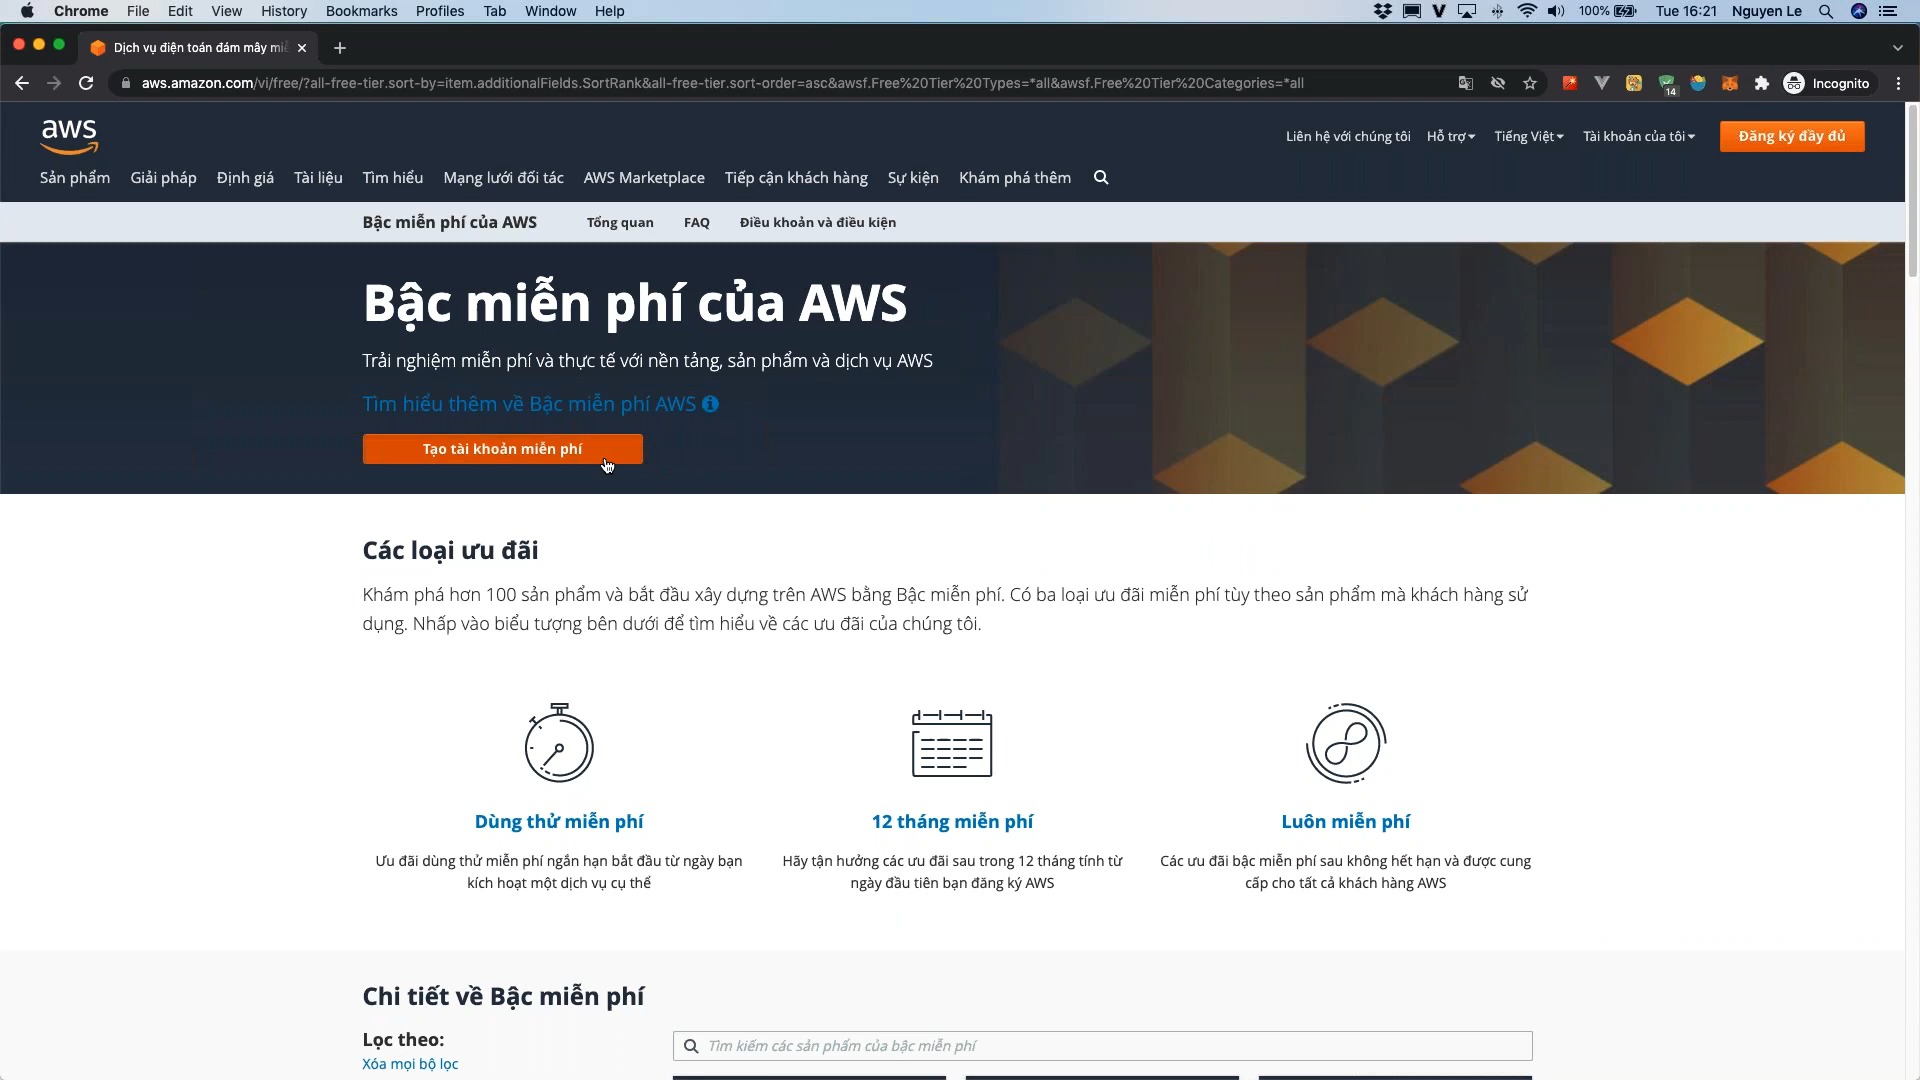 Chrome File Edit View History Bookmarks Profiles Tab Window Help 100% Tue 16:21 Nguyen Le
Dịch vụ điện toán đám mây miễ
aws.amazon.com/vi/free/?all-free-tier.sort-by=item.additionalFields.SortRank&all-free-tier.sort-order=asc&awsf.Free%20Tier%20Types=*all&awsf.Free%20Tier%20Categories=*all 14 Incognito
aws
Liên hệ với chúng tôi Hỗ trợ Tiếng Việt Tài khoản của tôi Đăng ký đầy đủ
Sản phẩm Giải pháp Định giá Tài liệu Tìm hiểu Mạng lưới đối tác AWS Marketplace Tiếp cận khách hàng Sự kiện Khám phá thêm
Bậc miễn phí của AWS Tổng quan FAQ Điều khoản và điều kiện
Bậc miễn phí của AWS
Trải nghiệm miễn phí và thực tế với nền tảng, sản phẩm và dịch vụ AWS
Tìm hiểu thêm về Bậc miễn phí AWS
Tạo tài khoản miễn phí
Các loại ưu đãi
Khám phá hơn 100 sản phẩm và bắt đầu xây dựng trên AWS bằng Bậc miễn phí. Có ba loại ưu đãi miễn phí tùy theo sản phẩm mà khách hàng sử
dụng. Nhấp vào biểu tượng bên dưới để tìm hiểu về các ưu đãi của chúng tôi.
Dùng thử miễn phí
Ưu đãi dùng thử miễn phí ngắn hạn bắt đầu từ ngày bạn
kích hoạt một dịch vụ cụ thể
12 tháng miễn phí
Hãy tận hưởng các ưu đãi sau trong 12 tháng tính từ
ngày đầu tiên bạn đăng ký AWS
Luôn miễn phí
Các ưu đãi bậc miễn phí sau không hết hạn và được cung
cấp cho tất cả khách hàng AWS
Chi tiết về Bậc miễn phí
Lọc theo:
Xóa mọi bộ lọc
Tìm kiếm các sản phẩm của bậc miễn phí